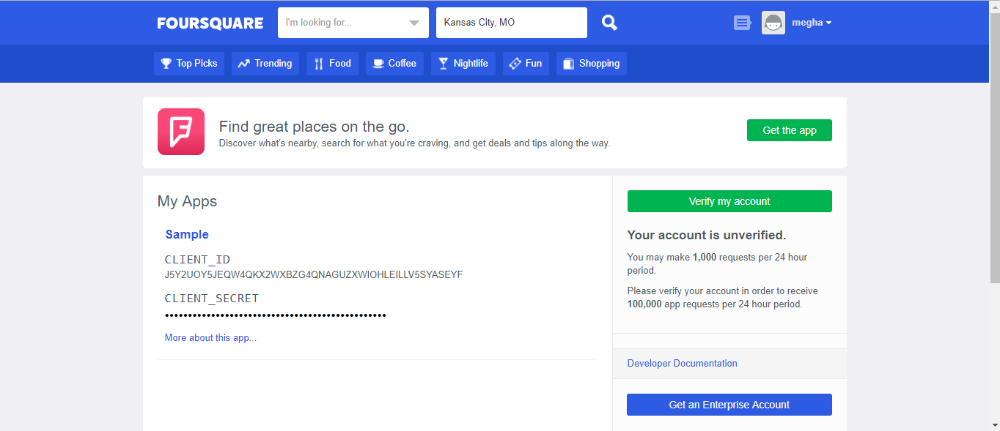 FOURSQUARE
I'm looking for...
Kansas City, MO
megha
Top Picks
Trending
Food
Coffee
Nightlife
Fun
Shopping
Find great places on the go.
Discover what's nearby, search for what you're craving, and get deals and tips along the way.
Get the app
My Apps
Sample
CLIENT_ID
J5Y2UOY5JEQW4QKX2WXBZG4QNAGUZXWIOHLEILLV5SYASEYF
CLIENT_SECRET
••••••••••••••••••••••••••••••••••••••••••••••••
More about this app...
Verify my account
Your account is unverified.
You may make 1,000 requests per 24 hour
period.
Please verify your account in order to receive
100,000 app requests per 24 hour period.
Developer Documentation
Get an Enterprise Account